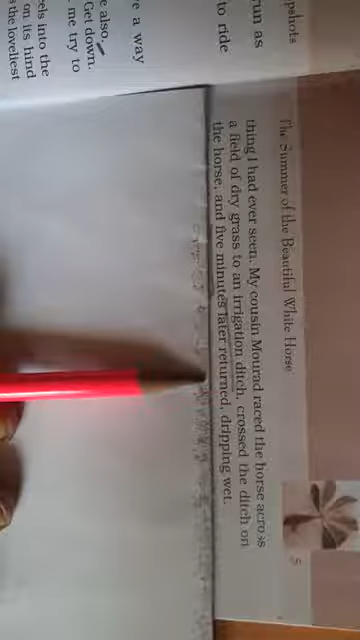 pshots
run as
to ride
e a way
e also.
Get down.
me try to
eels into the
on its hind
s the loveliest
The Summer of the Beautiful White Horse
5
thing I had ever seen. My cousin Mourad raced the horse across
a field of dry grass to an irrigation ditch, crossed the ditch on
the horse, and five minutes later returned, dripping wet.